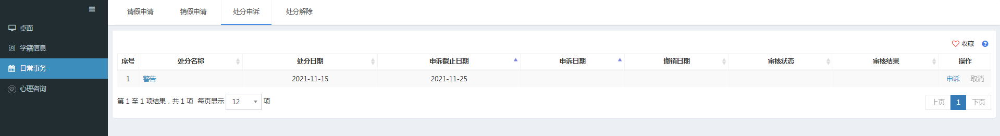 请假申请 销假申请 处分申诉 处分解除
桌面
学籍信息
日常事务
心理咨询
收藏
序号 处分名称 处分日期 申诉截止日期 申诉日期 撤销日期 审核状态 审核结果 操作
1 警告 2021-11-15 2021-11-25 申诉 取消
第 1 至 1 项结果，共 1 项 每页显示 12 项
上页 1 下页